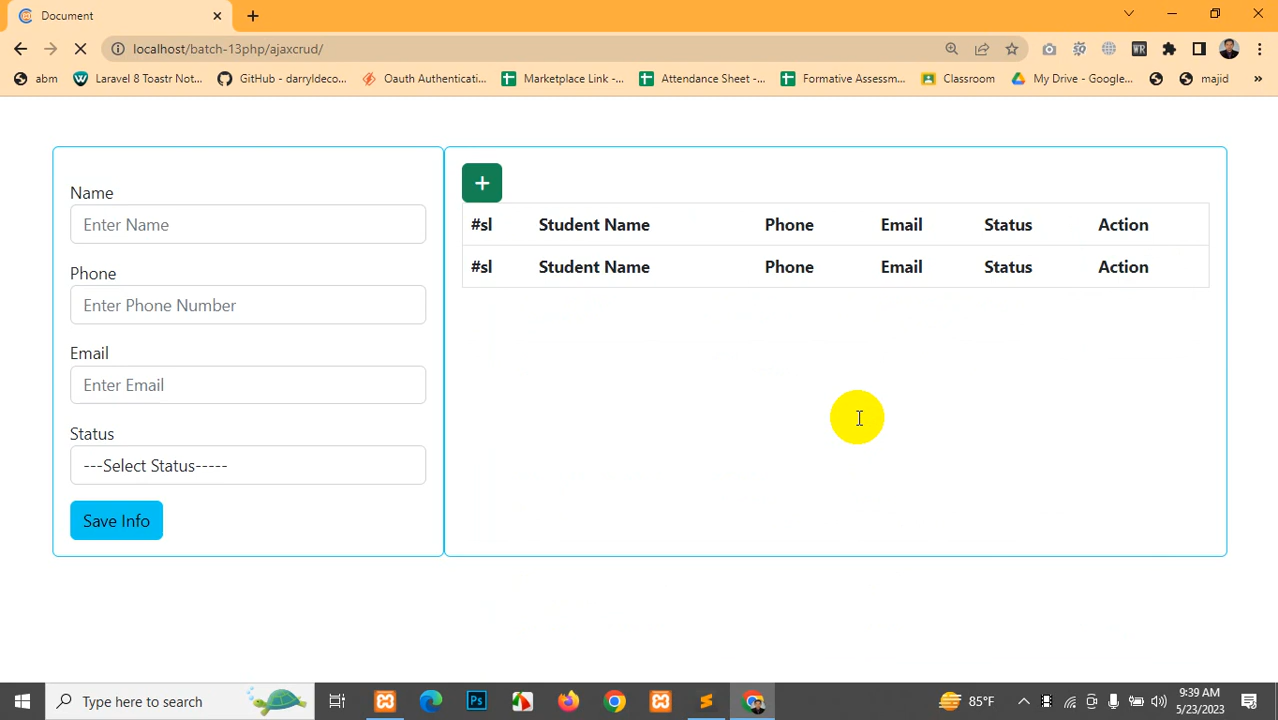 Document
localhost/batch-13php/ajaxcrud/
WR
abm
Laravel 8 Toastr Not...
GitHub - darryldeco...
Oauth Authenticati...
Marketplace Link -...
Attendance Sheet -...
Formative Assessm...
Classroom
My Drive - Google...
majid
»
Name
Enter Name
Phone
Enter Phone Number
Email
Enter Email
Status
---Select Status-----
Save Info
+
#sl Student Name Phone Email Status Action
#sl Student Name Phone Email Status Action
Type here to search
Ps
85°F
9:39 AM
5/23/2023